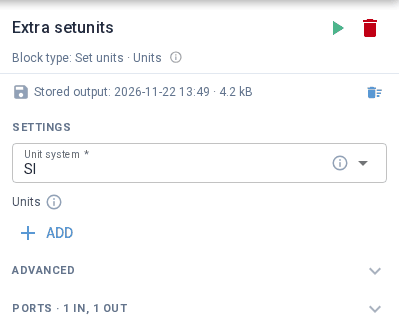 Extra setunits
Block type: Set units · Units
Stored output: 2026-11-22 13:49 · 4.2 kB
SETTINGS
Unit system *
SI
Units
ADD
ADVANCED
PORTS · 1 IN, 1 OUT